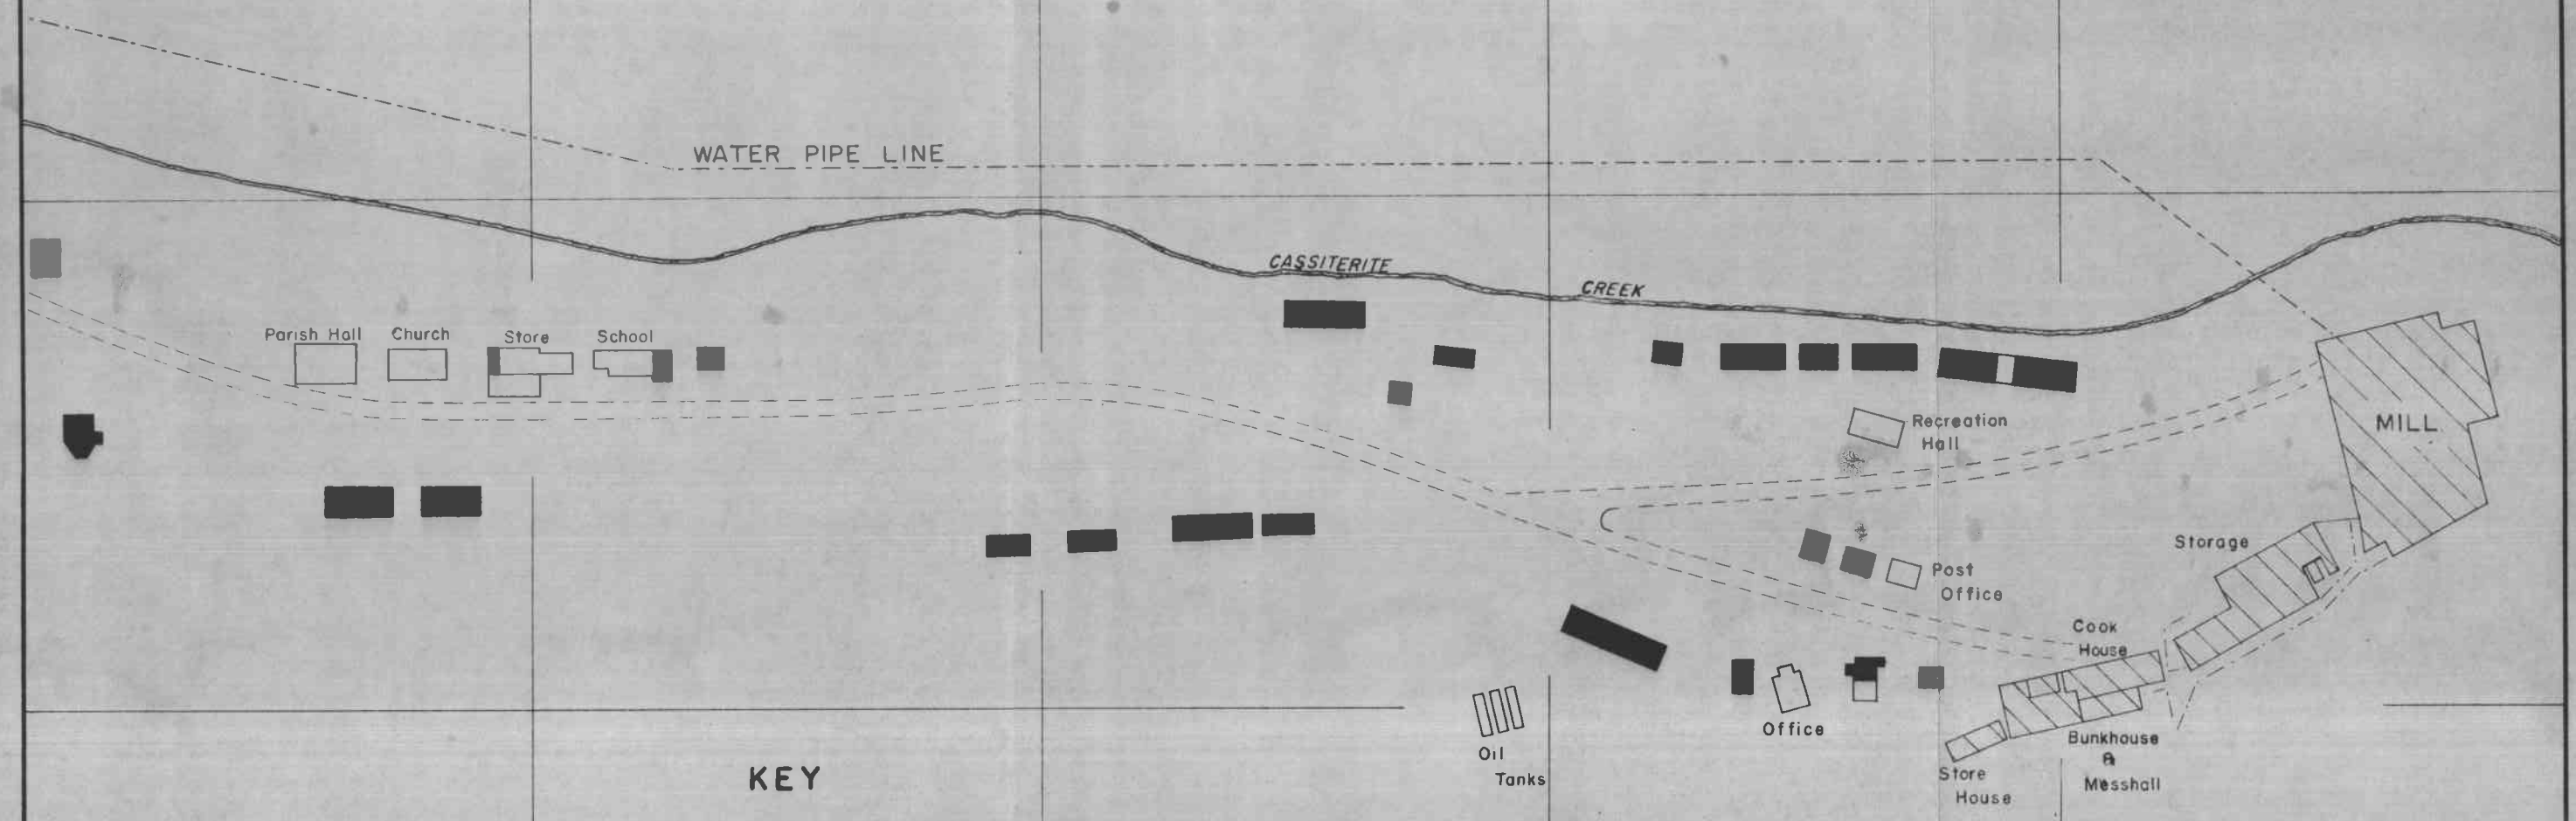 WATER PIPE LINE
CASSITERITE
CREEK
Parish Hall
Church
Store
School
Recreation
Hall
MILL
Storage
Post
Office
Cook
House
Office
Oil
Tanks
Bunkhouse
&
Messhall
Store
House
KEY